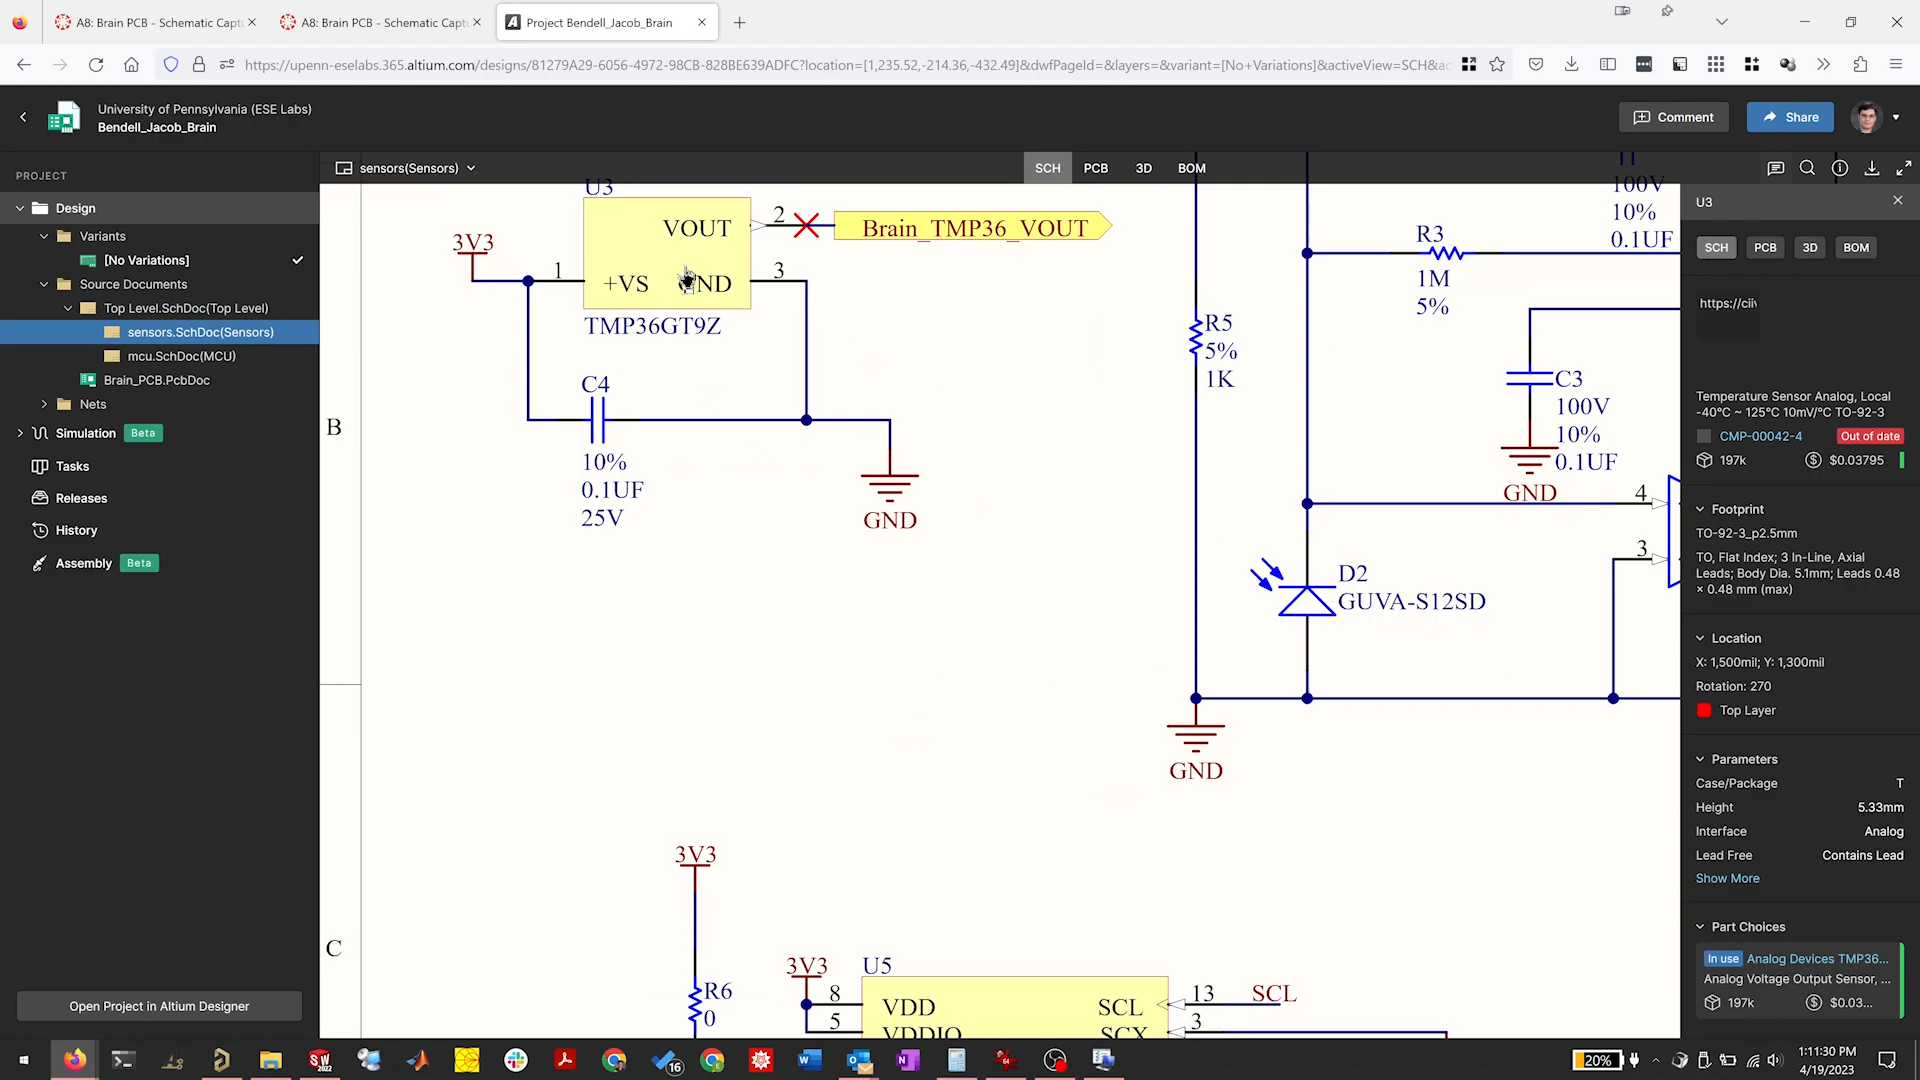 A8: Brain PCB - Schematic Capt
A8: Brain PCB - Schematic Capt
Project Bendell_Jacob_Brain
https://upenn-eselabs.365.altium.com/designs/81279A29-6056-4972-98CB-828BE639ADFC?location=[1,235.52,-214.36,-432.49]&dwfPageId=&layers=&variant=[No+Variations]&activeView=SCH&ac
University of Pennsylvania (ESE Labs)
Bendell_Jacob_Brain
Comment
Share
PROJECT
Design
Variants
[No Variations]
Source Documents
Top Level.SchDoc(Top Level)
sensors.SchDoc(Sensors)
mcu.SchDoc(MCU)
Brain_PCB.PcbDoc
Nets
Simulation Beta
Tasks
Releases
History
Assembly Beta
Open Project in Altium Designer
sensors(Sensors)
SCH PCB 3D BOM
U3
VOUT
2
Brain_TMP36_VOUT
3V3
1
+VS
ND
3
TMP36GT9Z
C4
10%
0.1UF
25V
GND
B
C
R5
5%
1K
R3
1M
5%
100V
10%
0.1UF
C3
100V
10%
0.1UF
GND
4
3
D2
GUVA-S12SD
GND
3V3
R6
0
3V3
U5
8
VDD
SCL
13
SCL
5
VDDIO
SCX
3
U3
SCH PCB 3D BOM
https://ciiv
Temperature Sensor Analog, Local
-40°C ~ 125°C 10mV/°C TO-92-3
CMP-00042-4 Out of date
197k $0.03795
Footprint
TO-92-3_p2.5mm
TO, Flat Index; 3 In-Line, Axial
Leads; Body Dia. 5.1mm; Leads 0.48
× 0.48 mm (max)
Location
X: 1,500mil; Y: 1,300mil
Rotation: 270
Top Layer
Parameters
Case/Package T
Height 5.33mm
Interface Analog
Lead Free Contains Lead
Show More
Part Choices
In use Analog Devices TMP36...
Analog Voltage Output Sensor, ...
197k $0.03...
20%
1:11:30 PM
4/19/2023